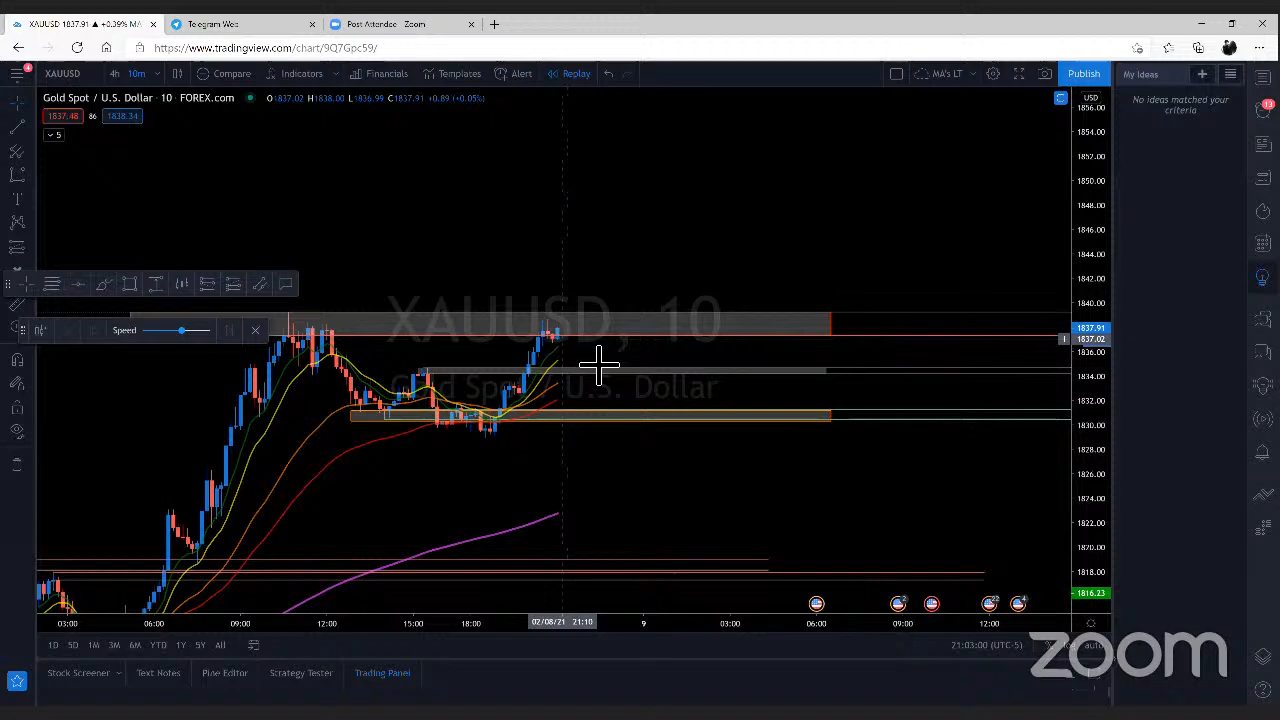 XAUUSD 1837.91 ▲ +0.39% MA
Telegram Web
Post Attendee - Zoom
https://www.tradingview.com/chart/9Q7Gpc59/
4
XAUUSD 4h 10m Compare Indicators Financials Templates Alert Replay MA's LT Publish
My Ideas
No ideas matched your
criteria
Gold Spot / U.S. Dollar · 10 · FOREX.com O1837.02 H1838.00 L1836.99 C1837.91 +0.89 (+0.05%)
1837.48 86 1838.34
5
USD
13
1856.00
1854.00
1852.00
1850.00
1848.00
1846.00
1844.00
1842.00
1840.00
1837.91
1837.02
1836.00
1834.00
1832.00
1830.00
1828.00
1826.00
1824.00
1822.00
1820.00
1818.00
1816.23
XAUUSD, 10
Gold Spot / U.S. Dollar
Speed
2 22 4
03:00 06:00 09:00 12:00 15:00 18:00 02/08/21 21:10 9 03:00 06:00 09:00 12:00
1D 5D 1M 3M 6M YTD 1Y 5Y All
21:03:00 (UTC-5) % log auto
Stock Screener Text Notes Pine Editor Strategy Tester Trading Panel
zoom